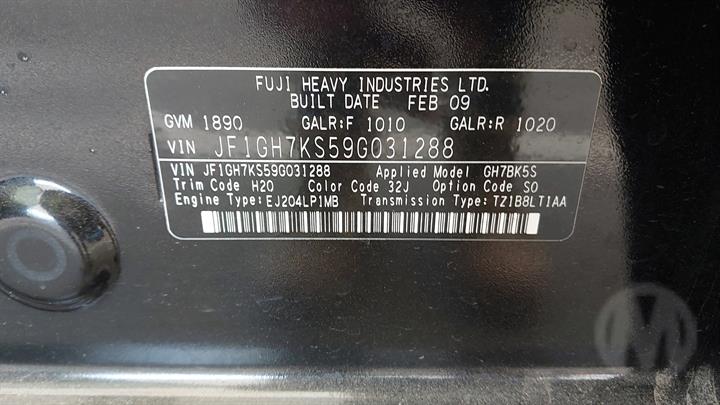 FUJI HEAVY INDUSTRIES LTD.
BUILT DATE FEB 09
GVM 1890 GALR:F 1010 GALR:R 1020
VIN JF1GH7KS59G031288
VIN JF1GH7KS59G031288 Applied Model GH7BK5S
Trim Code H20 Color Code 32J Option Code S0
Engine Type:EJ204LP1MB Transmission Type:TZ1B8LT1AA
M